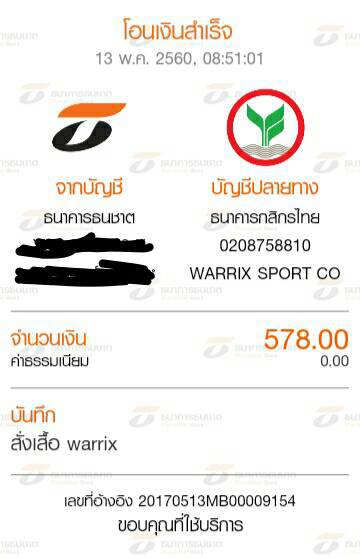 โอนเงินสำเร็จ
13 พ.ค. 2560, 08:51:01
จากบัญชี
บัญชีปลายทาง
ธนาคารธนชาต
ธนาคารกสิกรไทย
0208758810
WARRIX SPORT CO
จำนวนเงิน 578.00
ค่าธรรมเนียม 0.00
บันทึก
สั่งเสื้อ warrix
เลขที่อ้างอิง 20170513MB00009154
ขอบคุณที่ใช้บริการ